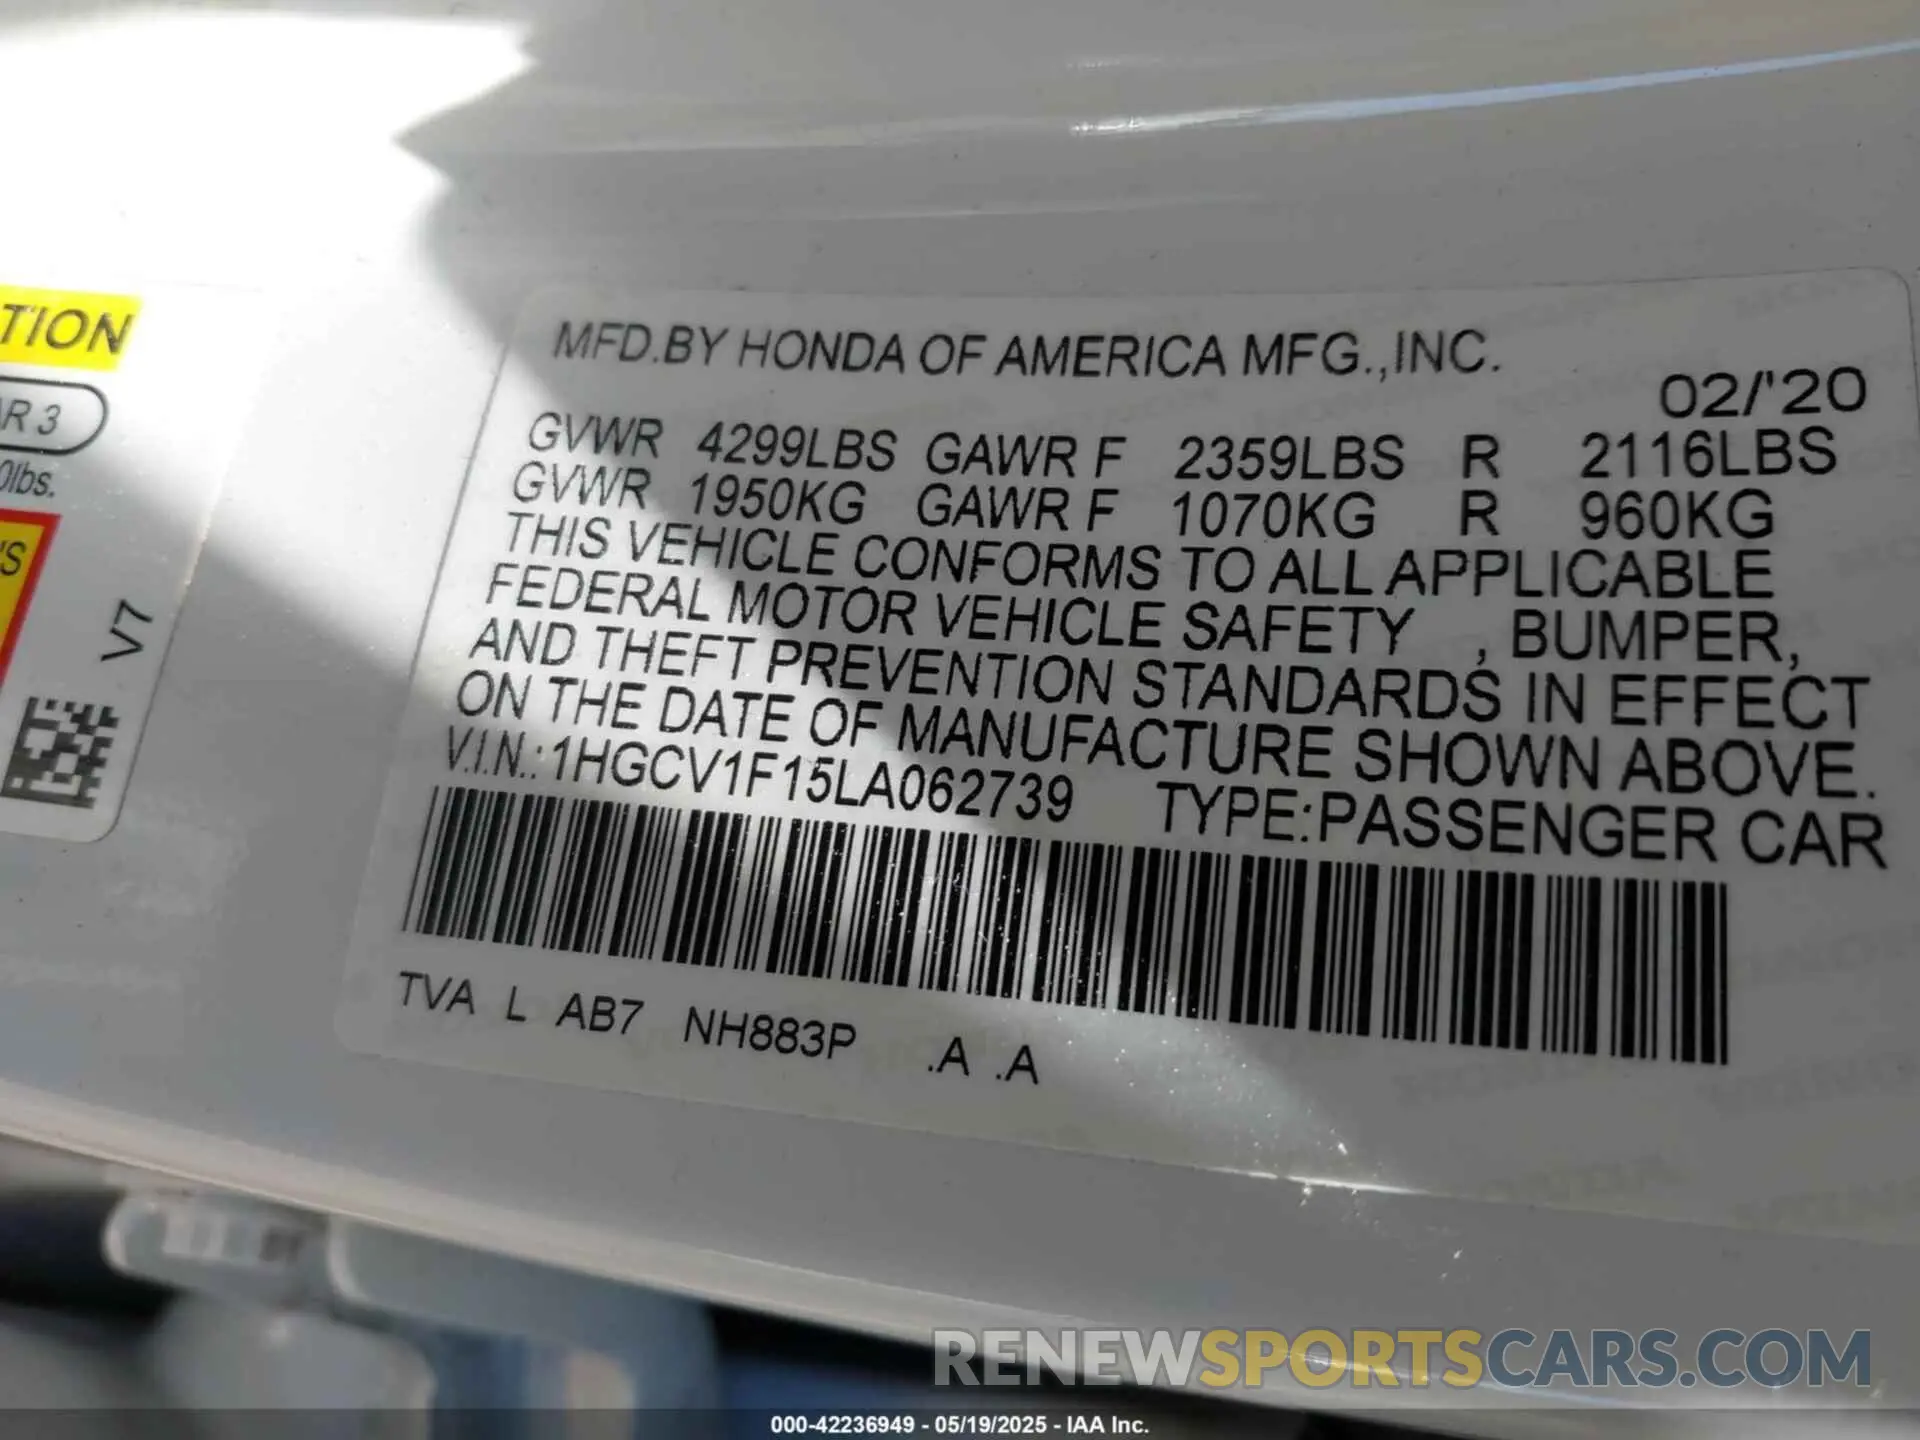 TION
AR 3
0lbs.
'S
V7
MFD.BY HONDA OF AMERICA MFG.,INC.
02/'20
GVWR 4299LBS GAWR F 2359LBS R 2116LBS
GVWR 1950KG GAWR F 1070KG R 960KG
THIS VEHICLE CONFORMS TO ALL APPLICABLE
FEDERAL MOTOR VEHICLE SAFETY , BUMPER,
AND THEFT PREVENTION STANDARDS IN EFFECT
ON THE DATE OF MANUFACTURE SHOWN ABOVE.
V.I.N.: 1HGCV1F15LA062739 TYPE:PASSENGER CAR
TVA L AB7 NH883P .A .A
RENEWSPORTSCARS.COM
000-42236949 - 05/19/2025 - IAA Inc.